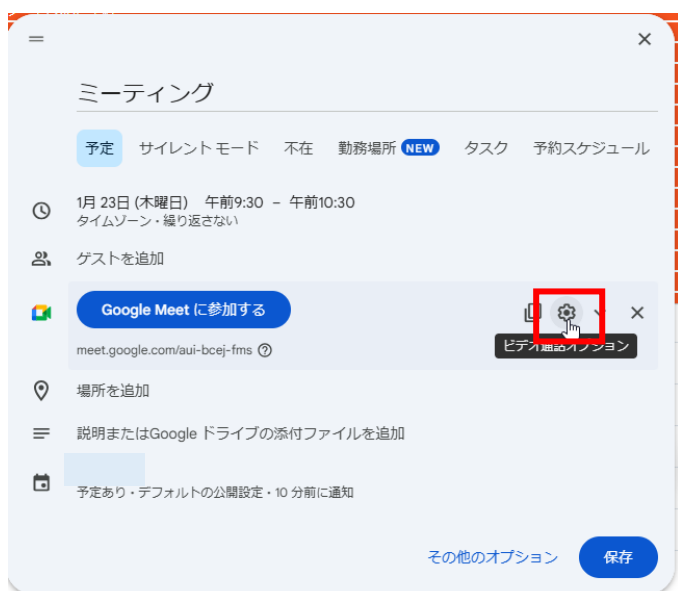 ミーティング
予定 サイレント モード 不在 勤務場所 NEW タスク 予約スケジュール
1月 23日 (木曜日) 午前9:30 – 午前10:30
タイムゾーン・繰り返さない
ゲストを追加
Google Meet に参加する
meet.google.com/aui-bcej-fms
ビデオ通話オプション
場所を追加
説明またはGoogle ドライブの添付ファイルを追加
予定あり・デフォルトの公開設定・10 分前に通知
その他のオプション 保存